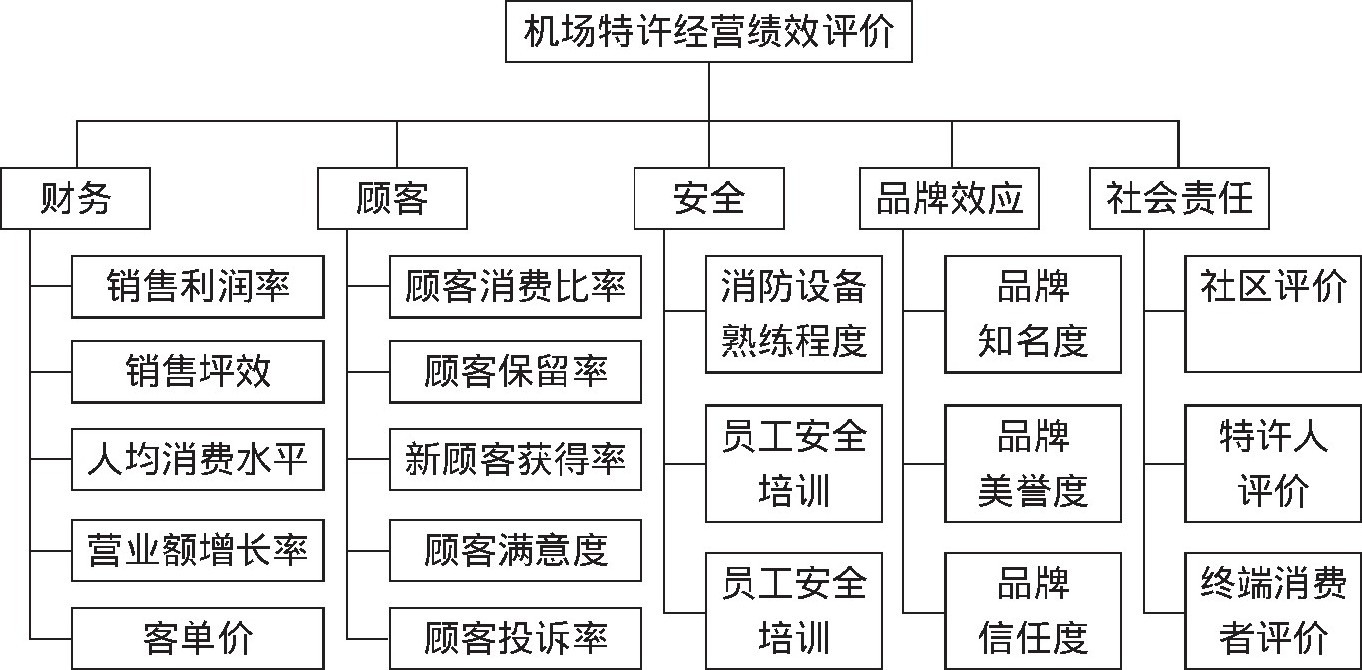 机场特许经营绩效评价
财务
顾客
安全
品牌效应
社会责任
销售利润率
销售坪效
人均消费水平
营业额增长率
客单价
顾客消费比率
顾客保留率
新顾客获得率
顾客满意度
顾客投诉率
消防设备
熟练程度
员工安全
培训
员工安全
培训
品牌
知名度
品牌
美誉度
品牌
信任度
社区评价
特许人
评价
终端消费
者评价